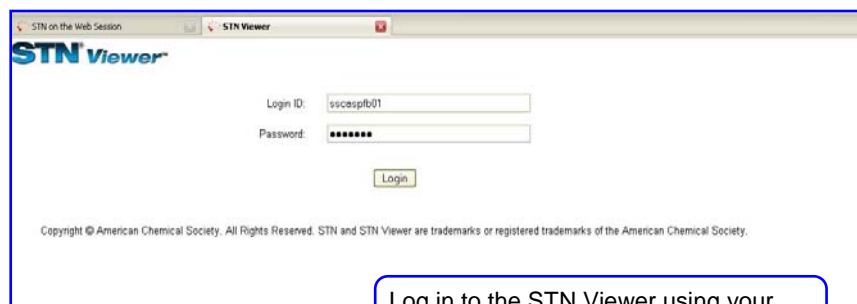 STN on the Web Session STN Viewer
STN Viewer™
Login ID: sscaspfb01
Password: •••••••
Login
Copyright © American Chemical Society. All Rights Reserved. STN and STN Viewer are trademarks or registered trademarks of the American Chemical Society.
Log in to the STN Viewer using your